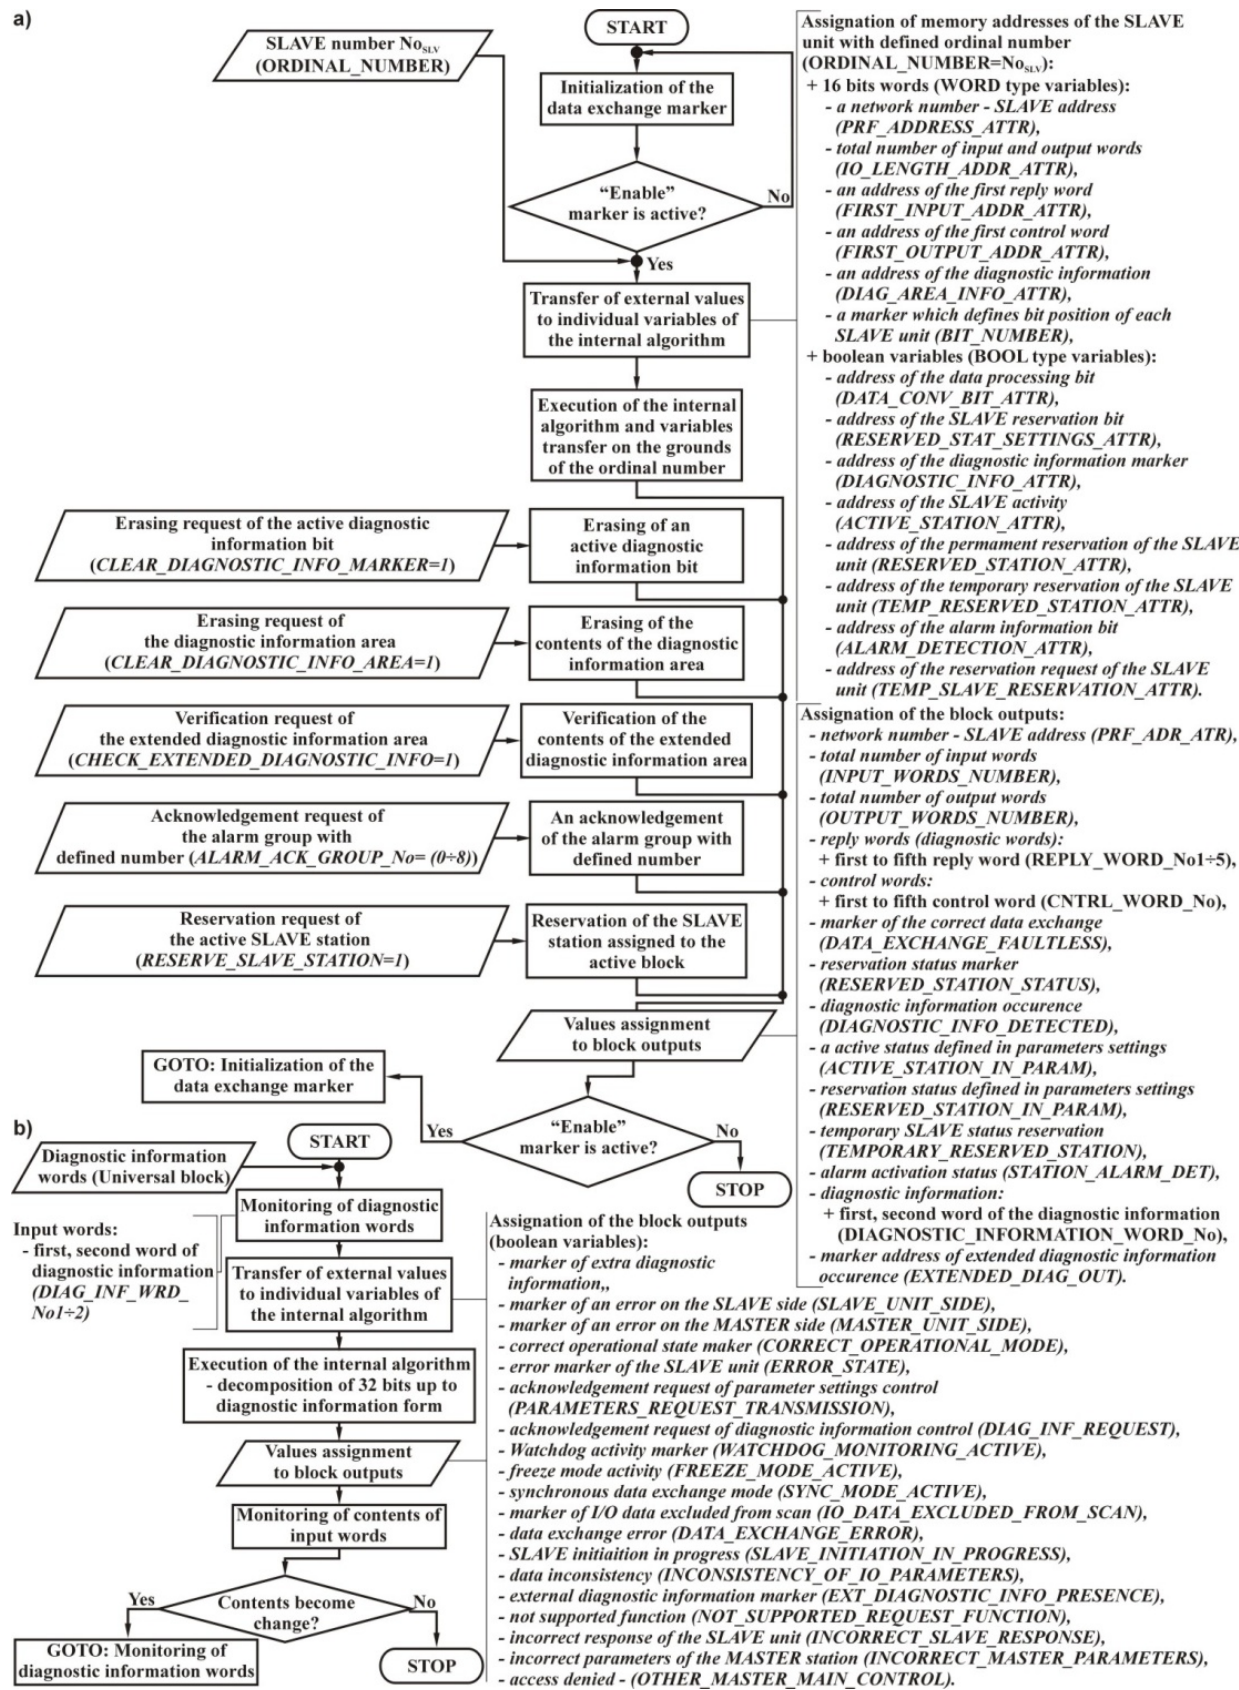 a)
START
SLAVE number No_SLV
(ORDINAL_NUMBER)
Initialization of the
data exchange marker
“Enable”
marker is active?
No
Yes
Transfer of external values
to individual variables of
the internal algorithm
Execution of the internal
algorithm and variables
transfer on the grounds
of the ordinal number
Erasing request of the active diagnostic
information bit
(CLEAR_DIAGNOSTIC_INFO_MARKER=1)
Erasing of an
active diagnostic
information bit
Erasing request of
the diagnostic information area
(CLEAR_DIAGNOSTIC_INFO_AREA=1)
Erasing of the
contents of the diagnostic
information area
Verification request of
the extended diagnostic information area
(CHECK_EXTENDED_DIAGNOSTIC_INFO=1)
Verification of the
contents of the extended
diagnostic information area
Acknowledgement request of
the alarm group with
defined number (ALARM_ACK_GROUP_No= (0÷8))
An acknowledgement
of the alarm group with
defined number
Reservation request of
the active SLAVE station
(RESERVE_SLAVE_STATION=1)
Reservation of the SLAVE
station assigned to the
active block
Values assignment
to block outputs
GOTO: Initialization of the
data exchange marker
Yes
“Enable”
marker is active?
No
STOP
Assignation of memory addresses of the SLAVE
unit with defined ordinal number
(ORDINAL_NUMBER=No_SLV):
+ 16 bits words (WORD type variables):
- a network number - SLAVE address
(PRF_ADDRESS_ATTR),
- total number of input and output words
(IO_LENGTH_ADDR_ATTR),
- an address of the first reply word
(FIRST_INPUT_ADDR_ATTR),
- an address of the first control word
(FIRST_OUTPUT_ADDR_ATTR),
- an address of the diagnostic information
(DIAG_AREA_INFO_ATTR),
- a marker which defines bit position of each
SLAVE unit (BIT_NUMBER),
+ boolean variables (BOOL type variables):
- address of the data processing bit
(DATA_CONV_BIT_ATTR),
- address of the SLAVE reservation bit
(RESERVED_STAT_SETTINGS_ATTR),
- address of the diagnostic information marker
(DIAGNOSTIC_INFO_ATTR),
- address of the SLAVE activity
(ACTIVE_STATION_ATTR),
- address of the permament reservation of the SLAVE
unit (RESERVED_STATION_ATTR),
- address of the temporary reservation of the SLAVE
unit (TEMP_RESERVED_STATION_ATTR),
- address of the alarm information bit
(ALARM_DETECTION_ATTR),
- address of the reservation request of the SLAVE
unit (TEMP_SLAVE_RESERVATION_ATTR).
Assignation of the block outputs:
- network number - SLAVE address (PRF_ADR_ATR),
- total number of input words
(INPUT_WORDS_NUMBER),
- total number of output words
(OUTPUT_WORDS_NUMBER),
- reply words (diagnostic words):
+ first to fifth reply word (REPLY_WORD_No1÷5),
- control words:
+ first to fifth control word (CNTRL_WORD_No),
- marker of the correct data exchange
(DATA_EXCHANGE_FAULTLESS),
- reservation status marker
(RESERVED_STATION_STATUS),
- diagnostic information occurence
(DIAGNOSTIC_INFO_DETECTED),
- a active status defined in parameters settings
(ACTIVE_STATION_IN_PARAM),
- reservation status defined in parameters settings
(RESERVED_STATION_IN_PARAM),
- temporary SLAVE status reservation
(TEMPORARY_RESERVED_STATION),
- alarm activation status (STATION_ALARM_DET),
- diagnostic information:
+ first, second word of the diagnostic information
(DIAGNOSTIC_INFORMATION_WORD_No),
- marker address of extended diagnostic information
occurence (EXTENDED_DIAG_OUT).
b)
START
Diagnostic information
words (Universal block)
Monitoring of diagnostic
information words
Input words:
- first, second word of
diagnostic information
(DIAG_INF_WRD_
No1÷2)
Transfer of external values
to individual variables of
the internal algorithm
Execution of the internal algorithm
- decomposition of 32 bits up to
diagnostic information form
Values assignment
to block outputs
Monitoring of contents of
input words
Yes
Contents become
change?
No
GOTO: Monitoring of
diagnostic information words
STOP
Assignation of the block outputs
(boolean variables):
- marker of extra diagnostic
information,,
- marker of an error on the SLAVE side (SLAVE_UNIT_SIDE),
- marker of an error on the MASTER side (MASTER_UNIT_SIDE),
- correct operational state maker (CORRECT_OPERATIONAL_MODE),
- error marker of the SLAVE unit (ERROR_STATE),
- acknowledgement request of parameter settings control
(PARAMETERS_REQUEST_TRANSMISSION),
- acknowledgement request of diagnostic information control (DIAG_INF_REQUEST),
- Watchdog activity marker (WATCHDOG_MONITORING_ACTIVE),
- freeze mode activity (FREEZE_MODE_ACTIVE),
- synchronous data exchange mode (SYNC_MODE_ACTIVE),
- marker of I/O data excluded from scan (IO_DATA_EXCLUDED_FROM_SCAN),
- data exchange error (DATA_EXCHANGE_ERROR),
- SLAVE initiaition in progress (SLAVE_INITIATION_IN_PROGRESS),
- data inconsistency (INCONSISTENCY_OF_IO_PARAMETERS),
- external diagnostic information marker (EXT_DIAGNOSTIC_INFO_PRESENCE),
- not supported function (NOT_SUPPORTED_REQUEST_FUNCTION),
- incorrect response of the SLAVE unit (INCORRECT_SLAVE_RESPONSE),
- incorrect parameters of the MASTER station (INCORRECT_MASTER_PARAMETERS),
- access denied - (OTHER_MASTER_MAIN_CONTROL).